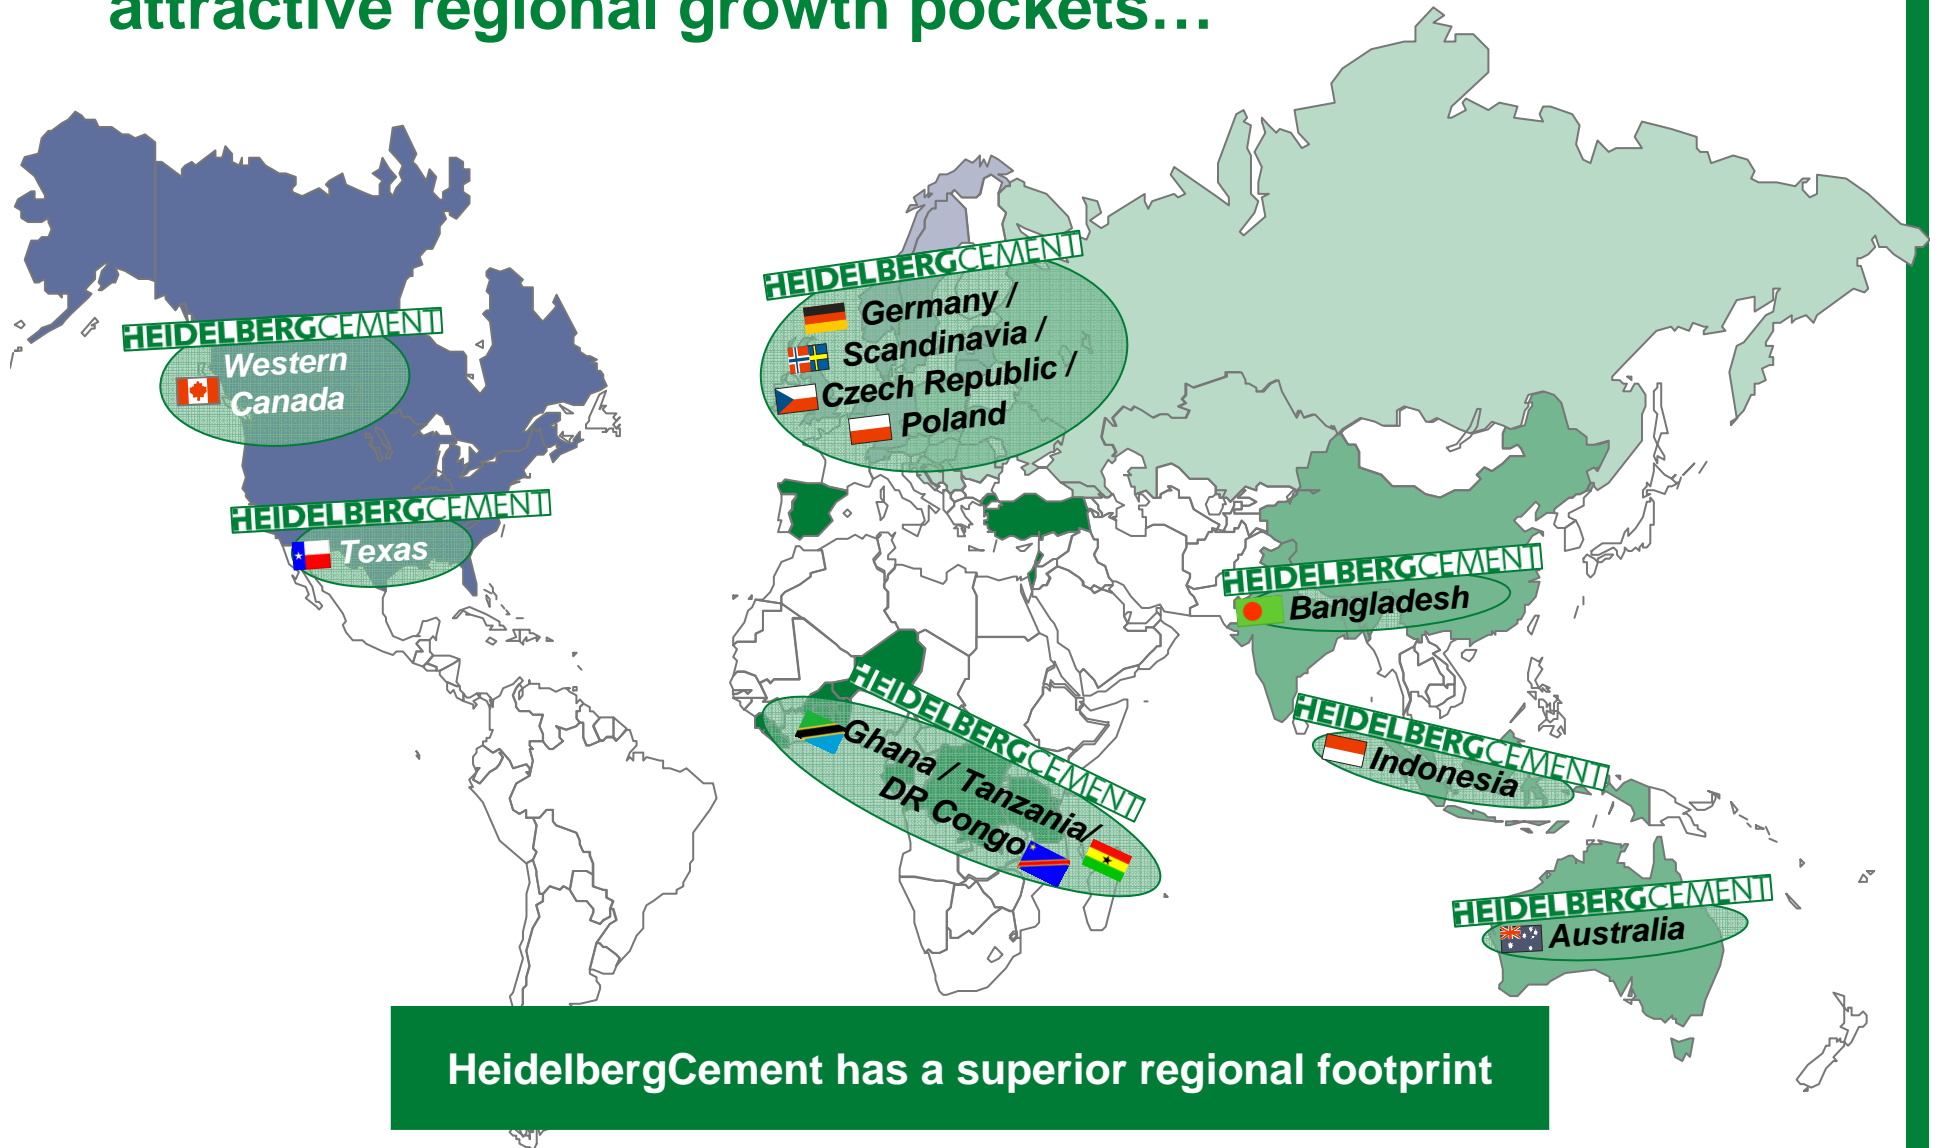 attractive regional growth pockets…
HEIDELBERGCEMENT
Germany /
Scandinavia /
Czech Republic /
Poland
HEIDELBERGCEMENT
Western
Canada
HEIDELBERGCEMENT
Texas
HEIDELBERGCEMENT
Bangladesh
HEIDELBERGCEMENT
Ghana / Tanzania/
DR Congo
HEIDELBERGCEMENT
Indonesia
HEIDELBERGCEMENT
Australia
HeidelbergCement has a superior regional footprint